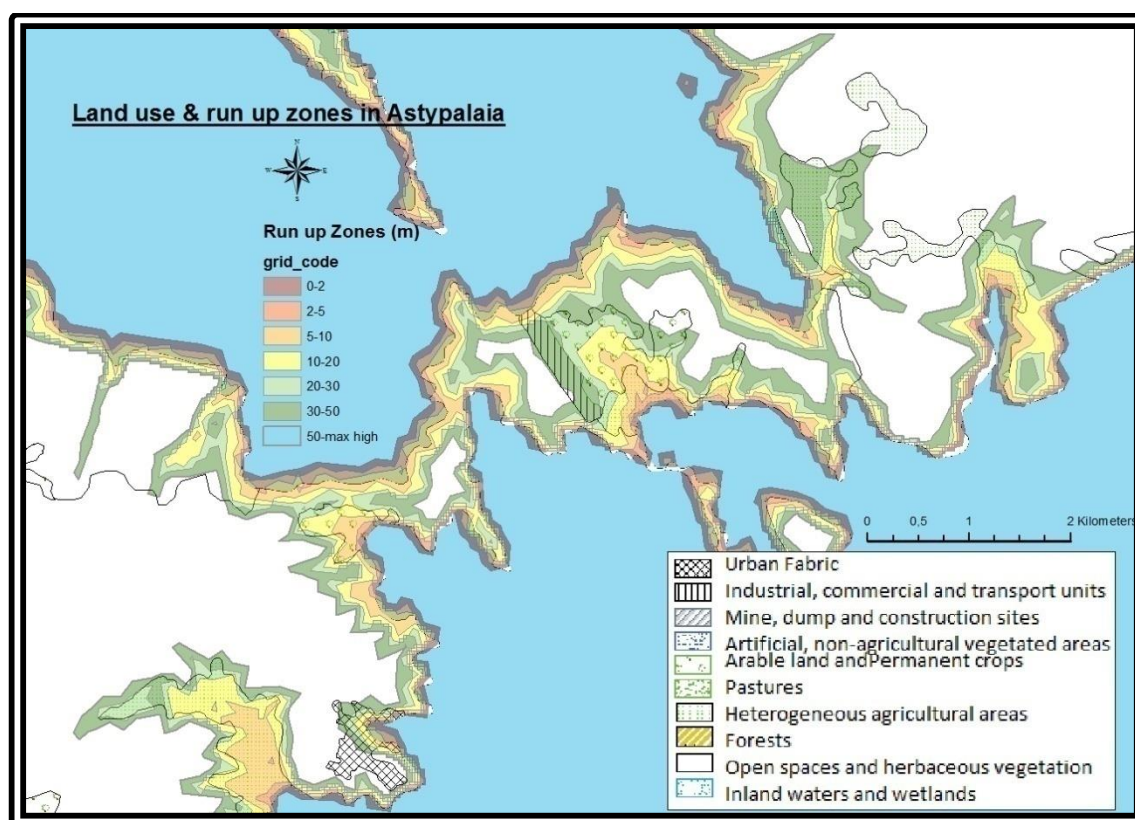 Land use & run up zones in Astypalaia
N
W E
S
Run up Zones (m)
grid_code
0-2
2-5
5-10
10-20
20-30
30-50
50-max high
0 0,5 1 2 Kilometers
Urban Fabric
Industrial, commercial and transport units
Mine, dump and construction sites
Artificial, non-agricultural vegetated areas
Arable land andPermanent crops
Pastures
Heterogeneous agricultural areas
Forests
Open spaces and herbaceous vegetation
Inland waters and wetlands